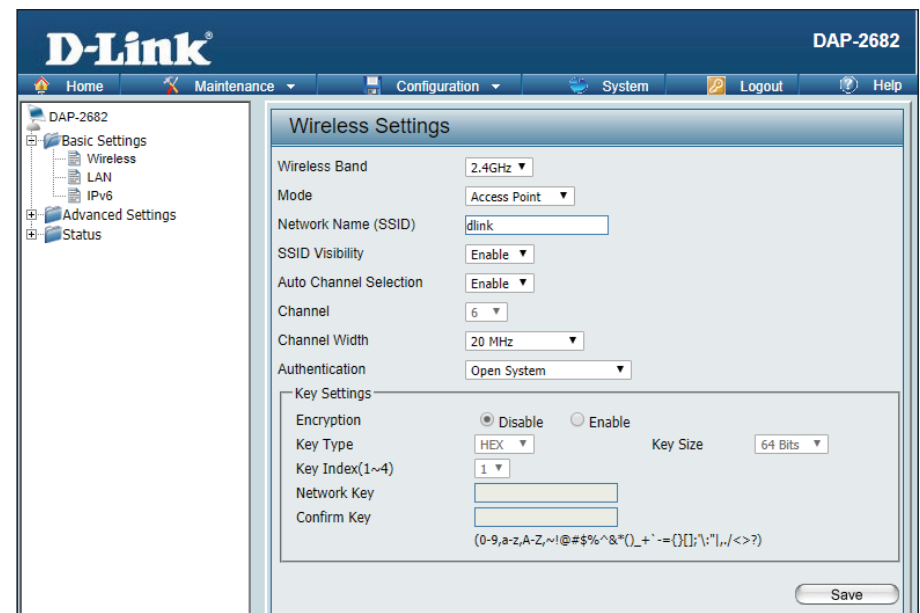 D-Link®
DAP-2682
Home Maintenance Configuration System Logout Help
DAP-2682
Basic Settings
Wireless
LAN
IPv6
Advanced Settings
Status
Wireless Settings
Wireless Band 2.4GHz
Mode Access Point
Network Name (SSID) dlink
SSID Visibility Enable
Auto Channel Selection Enable
Channel 6
Channel Width 20 MHz
Authentication Open System
Key Settings
Encryption Disable Enable
Key Type HEX Key Size 64 Bits
Key Index(1~4) 1
Network Key
Confirm Key
(0-9,a-z,A-Z,~!@#$%^&*()_+`-={}[];'\:"|,./<>?)
Save